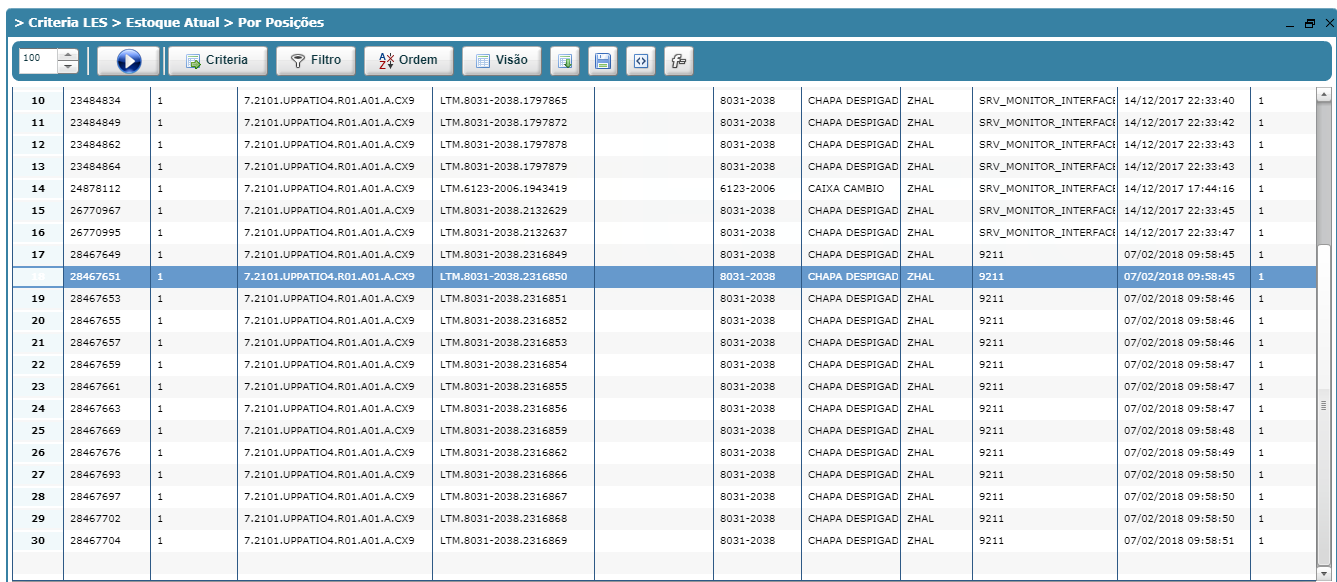 > Criteria LES > Estoque Atual > Por Posições
100 Criteria Filtro Ordem Visão
10 23484834 1 7.2101.UPPATIO4.R01.A01.A.CX9 LTM.8031-2038.1797865 8031-2038 CHAPA DESPIGAD ZHAL SRV_MONITOR_INTERFACE 14/12/2017 22:33:40 1
11 23484849 1 7.2101.UPPATIO4.R01.A01.A.CX9 LTM.8031-2038.1797872 8031-2038 CHAPA DESPIGAD ZHAL SRV_MONITOR_INTERFACE 14/12/2017 22:33:42 1
12 23484862 1 7.2101.UPPATIO4.R01.A01.A.CX9 LTM.8031-2038.1797878 8031-2038 CHAPA DESPIGAD ZHAL SRV_MONITOR_INTERFACE 14/12/2017 22:33:43 1
13 23484864 1 7.2101.UPPATIO4.R01.A01.A.CX9 LTM.8031-2038.1797879 8031-2038 CHAPA DESPIGAD ZHAL SRV_MONITOR_INTERFACE 14/12/2017 22:33:43 1
14 24878112 1 7.2101.UPPATIO4.R01.A01.A.CX9 LTM.6123-2006.1943419 6123-2006 CAIXA CAMBIO ZHAL SRV_MONITOR_INTERFACE 14/12/2017 17:44:16 1
15 26770967 1 7.2101.UPPATIO4.R01.A01.A.CX9 LTM.8031-2038.2132629 8031-2038 CHAPA DESPIGAD ZHAL SRV_MONITOR_INTERFACE 14/12/2017 22:33:45 1
16 26770995 1 7.2101.UPPATIO4.R01.A01.A.CX9 LTM.8031-2038.2132637 8031-2038 CHAPA DESPIGAD ZHAL SRV_MONITOR_INTERFACE 14/12/2017 22:33:47 1
17 28467649 1 7.2101.UPPATIO4.R01.A01.A.CX9 LTM.8031-2038.2316849 8031-2038 CHAPA DESPIGAD ZHAL 9211 07/02/2018 09:58:45 1
18 28467651 1 7.2101.UPPATIO4.R01.A01.A.CX9 LTM.8031-2038.2316850 8031-2038 CHAPA DESPIGAD ZHAL 9211 07/02/2018 09:58:45 1
19 28467653 1 7.2101.UPPATIO4.R01.A01.A.CX9 LTM.8031-2038.2316851 8031-2038 CHAPA DESPIGAD ZHAL 9211 07/02/2018 09:58:46 1
20 28467655 1 7.2101.UPPATIO4.R01.A01.A.CX9 LTM.8031-2038.2316852 8031-2038 CHAPA DESPIGAD ZHAL 9211 07/02/2018 09:58:46 1
21 28467657 1 7.2101.UPPATIO4.R01.A01.A.CX9 LTM.8031-2038.2316853 8031-2038 CHAPA DESPIGAD ZHAL 9211 07/02/2018 09:58:46 1
22 28467659 1 7.2101.UPPATIO4.R01.A01.A.CX9 LTM.8031-2038.2316854 8031-2038 CHAPA DESPIGAD ZHAL 9211 07/02/2018 09:58:47 1
23 28467661 1 7.2101.UPPATIO4.R01.A01.A.CX9 LTM.8031-2038.2316855 8031-2038 CHAPA DESPIGAD ZHAL 9211 07/02/2018 09:58:47 1
24 28467663 1 7.2101.UPPATIO4.R01.A01.A.CX9 LTM.8031-2038.2316856 8031-2038 CHAPA DESPIGAD ZHAL 9211 07/02/2018 09:58:47 1
25 28467669 1 7.2101.UPPATIO4.R01.A01.A.CX9 LTM.8031-2038.2316859 8031-2038 CHAPA DESPIGAD ZHAL 9211 07/02/2018 09:58:48 1
26 28467676 1 7.2101.UPPATIO4.R01.A01.A.CX9 LTM.8031-2038.2316862 8031-2038 CHAPA DESPIGAD ZHAL 9211 07/02/2018 09:58:49 1
27 28467693 1 7.2101.UPPATIO4.R01.A01.A.CX9 LTM.8031-2038.2316866 8031-2038 CHAPA DESPIGAD ZHAL 9211 07/02/2018 09:58:50 1
28 28467697 1 7.2101.UPPATIO4.R01.A01.A.CX9 LTM.8031-2038.2316867 8031-2038 CHAPA DESPIGAD ZHAL 9211 07/02/2018 09:58:50 1
29 28467702 1 7.2101.UPPATIO4.R01.A01.A.CX9 LTM.8031-2038.2316868 8031-2038 CHAPA DESPIGAD ZHAL 9211 07/02/2018 09:58:50 1
30 28467704 1 7.2101.UPPATIO4.R01.A01.A.CX9 LTM.8031-2038.2316869 8031-2038 CHAPA DESPIGAD ZHAL 9211 07/02/2018 09:58:51 1